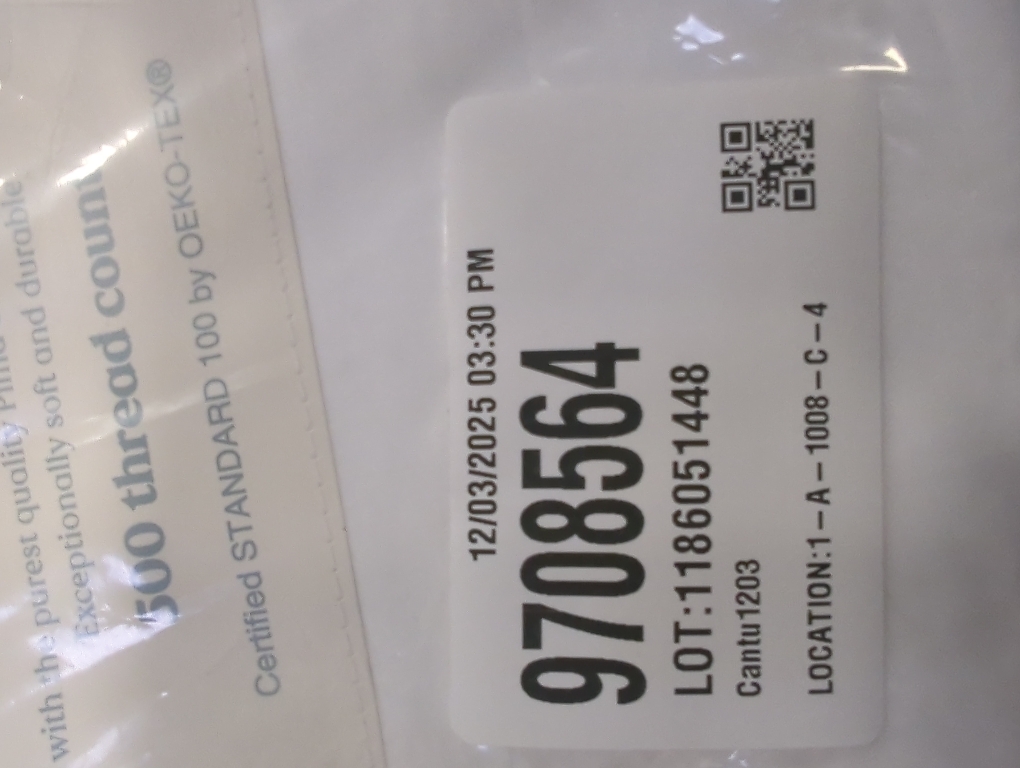 with the purest quality
Exceptionally soft and durable
500 thread count
Certified STANDARD 100 by OEKO-TEX®
12/03/2025 03:30 PM
9708564
LOT:1186051448
Cantu1203
LOCATION:1-A-1008-C-4